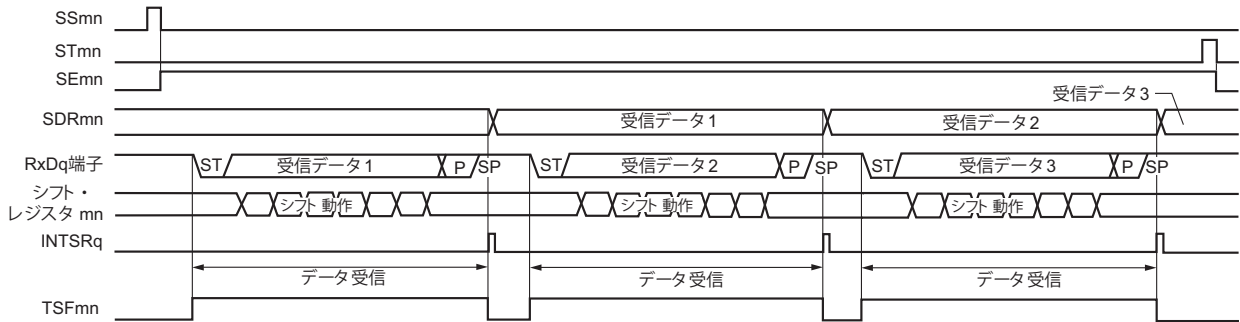 SSmn
STmn
SEmn
受信データ3
SDRmn
受信データ1
受信データ2
RxDq端子
ST
受信データ1
P
SP
ST
受信データ2
P
SP
ST
受信データ3
P
SP
シフト・
レジスタ mn
シフト 動作
シフト 動作
シフト 動作
INTSRq
データ受信
データ受信
データ受信
TSFmn